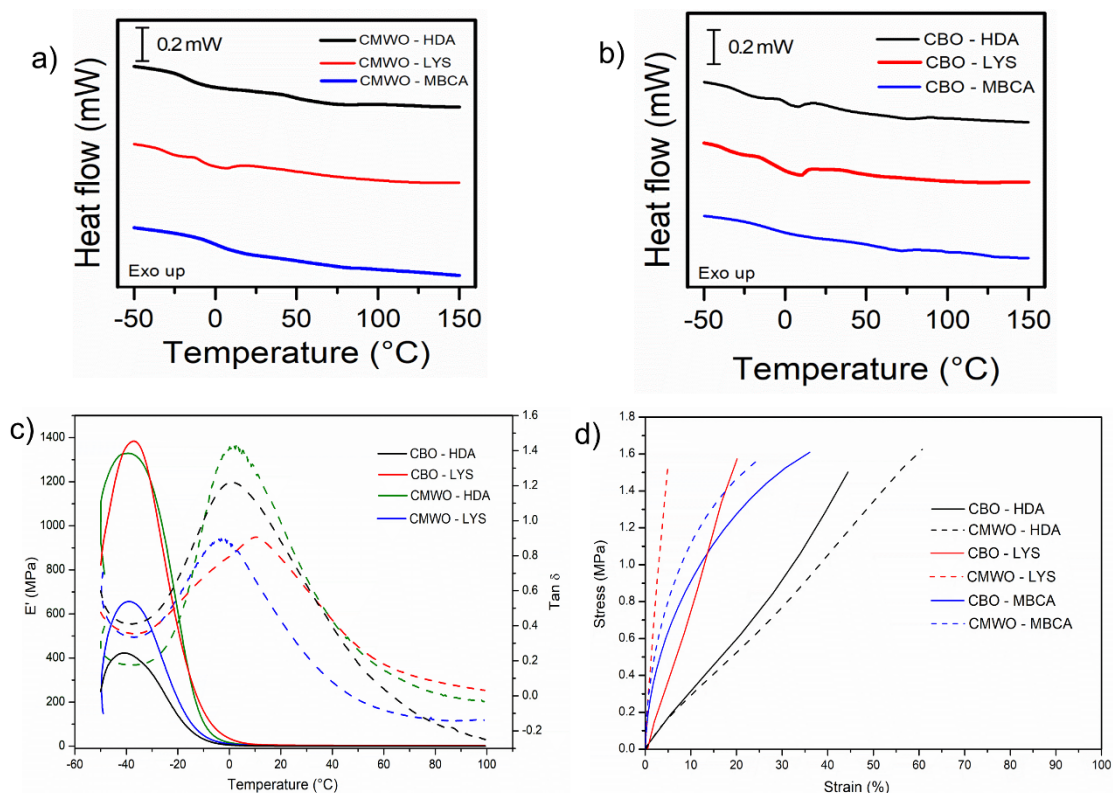 a)
0.2 mW
CMWO - HDA
CMWO - LYS
CMWO - MBCA
Heat flow (mW)
Exo up
-50 0 50 100 150
Temperature (°C)
b)
0.2 mW
CBO - HDA
CBO - LYS
CBO - MBCA
Heat flow (mW)
Exo up
-50 0 50 100 150
Temperature (°C)
c)
1400
1200
1000
800
600
400
200
0
E' (MPa)
CBO - HDA
CBO - LYS
CMWO - HDA
CMWO - LYS
1.6
1.4
1.2
1.0
0.8
0.6
0.4
0.2
0.0
-0.2
Tan δ
-60 -40 -20 0 20 40 60 80 100
Temperature (°C)
d)
1.8
1.6
1.4
1.2
1.0
0.8
0.6
0.4
0.2
0.0
Stress (MPa)
CBO - HDA
CMWO - HDA
CBO - LYS
CMWO - LYS
CBO - MBCA
CMWO - MBCA
0 10 20 30 40 50 60 70 80 90 100
Strain (%)